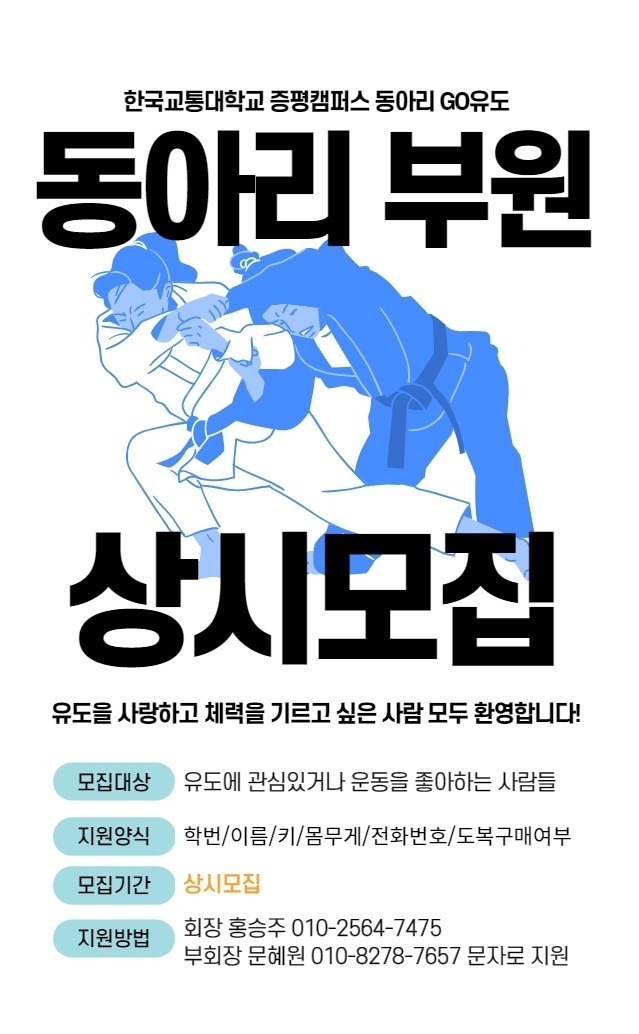 한국교통대학교 증평캠퍼스 동아리 GO유도
동아리 부원
상시모집
유도을 사랑하고 체력을 기르고 싶은 사람 모두 환영합니다!
모집대상 유도에 관심있거나 운동을 좋아하는 사람들
지원양식 학번/이름/키/몸무게/전화번호/도복구매여부
모집기간 상시모집
지원방법 회장 홍승주 010-2564-7475
부회장 문혜원 010-8278-7657 문자로 지원